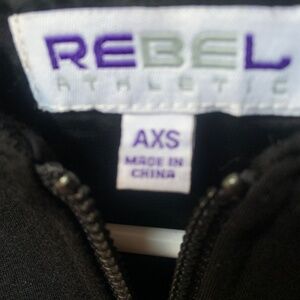 REBEL
ATHLETIC
AXS
MADE IN
CHINA